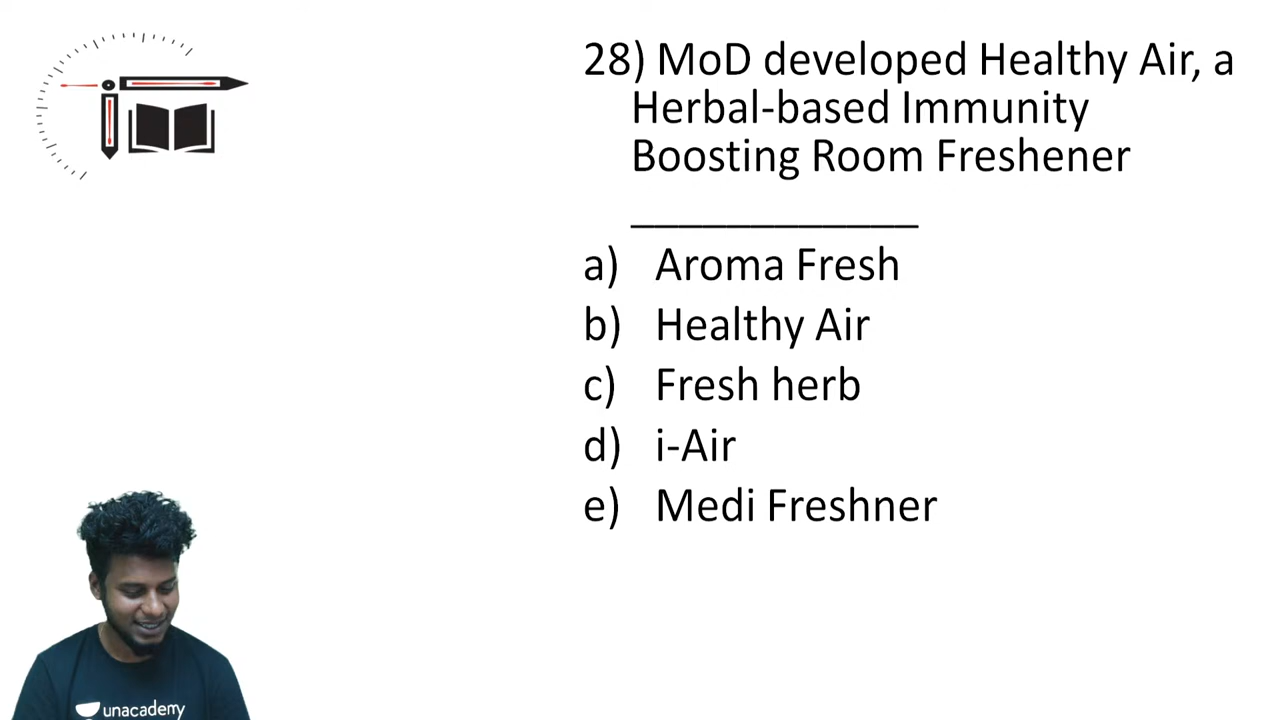 28) MoD developed Healthy Air, a
Herbal-based Immunity
Boosting Room Freshener
____________
a) Aroma Fresh
b) Healthy Air
c) Fresh herb
d) i-Air
e) Medi Freshner
unacademy